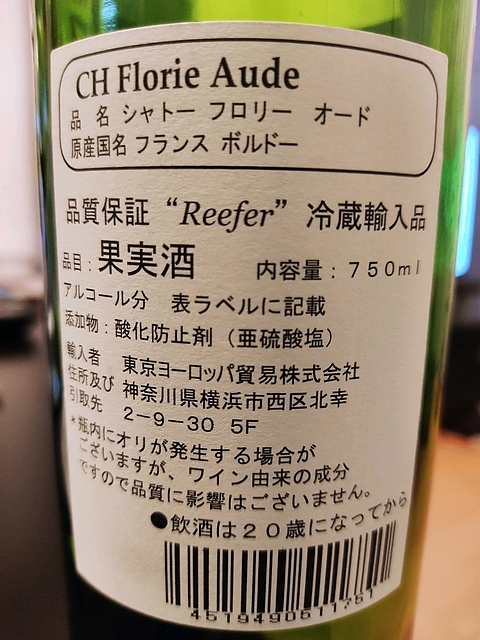 CH Florie Aude
品 名 シャトー フロリー オード
原産国名 フランス ボルドー
品質保証 “Reefer” 冷蔵輸入品
品目：果実酒 内容量：750ml
アルコール分 表ラベルに記載
添加物：酸化防止剤（亜硫酸塩）
輸入者 東京ヨーロッパ貿易株式会社
住所及び 神奈川県横浜市西区北幸
引取先 2-9-30 5F
*瓶内にオリが発生する場合が
ございますが、ワイン由来の成分
ですので品質に影響はございません。
●飲酒は20歳になってから
4519490511751